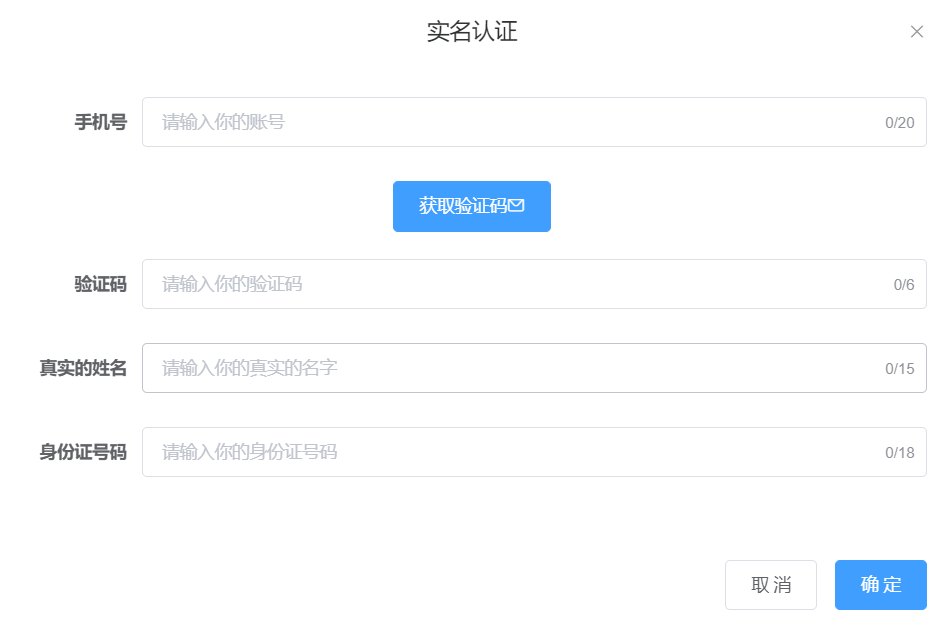 实名认证
手机号 请输入你的账号 0/20
获取验证码
验证码 请输入你的验证码 0/6
真实的姓名 请输入你的真实的名字 0/15
身份证号码 请输入你的身份证号码 0/18
取消 确定